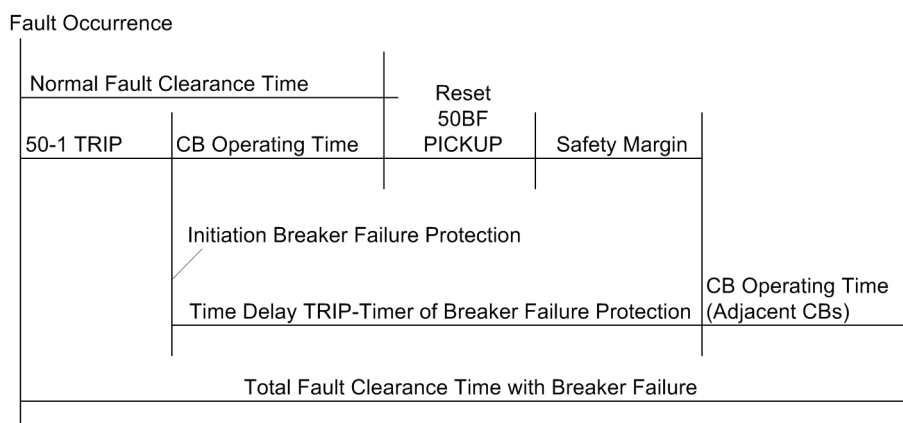 Fault Occurrence
Normal Fault Clearance Time
Reset
50BF
PICKUP
50-1 TRIP
CB Operating Time
Safety Margin
Initiation Breaker Failure Protection
Time Delay TRIP-Timer of Breaker Failure Protection
CB Operating Time
(Adjacent CBs)
Total Fault Clearance Time with Breaker Failure